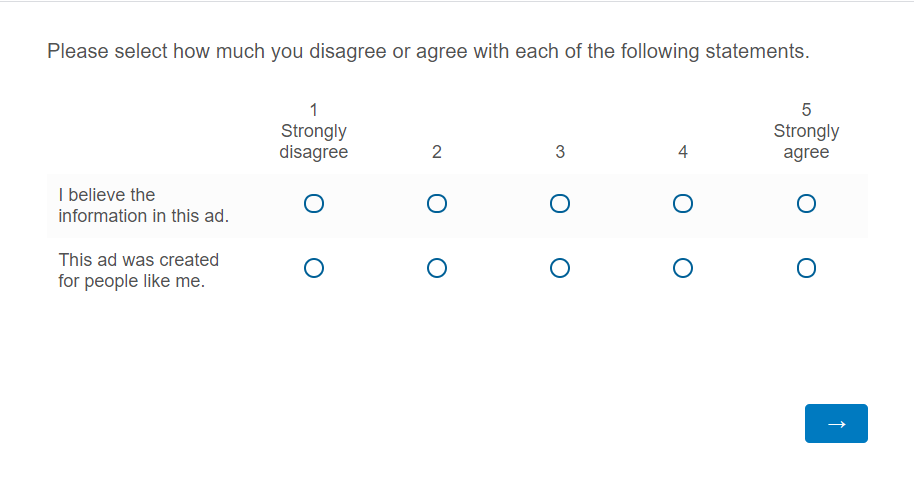 Please select how much you disagree or agree with each of the following statements.
1
Strongly
disagree
2
3
4
5
Strongly
agree
I believe the
information in this ad.
This ad was created
for people like me.
→